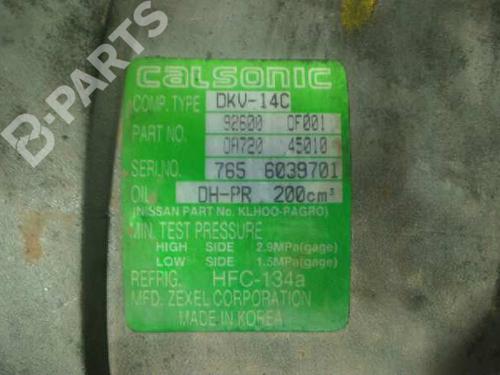 B-PARTS
CALSONIC
COMP. TYPE DKV-14C
PART NO. 92600 0F001
0A720 45010
SERI.NO. 765 6039701
OIL DH-PR 200cm³
(NISSAN PART No. KLHOO-PAGRO)
MIN. TEST PRESSURE
HIGH SIDE 2.9MPa(gage)
LOW SIDE 1.5MPa(gage)
REFRIG. HFC-134a
MFD. ZEXEL CORPORATION
MADE IN KOREA